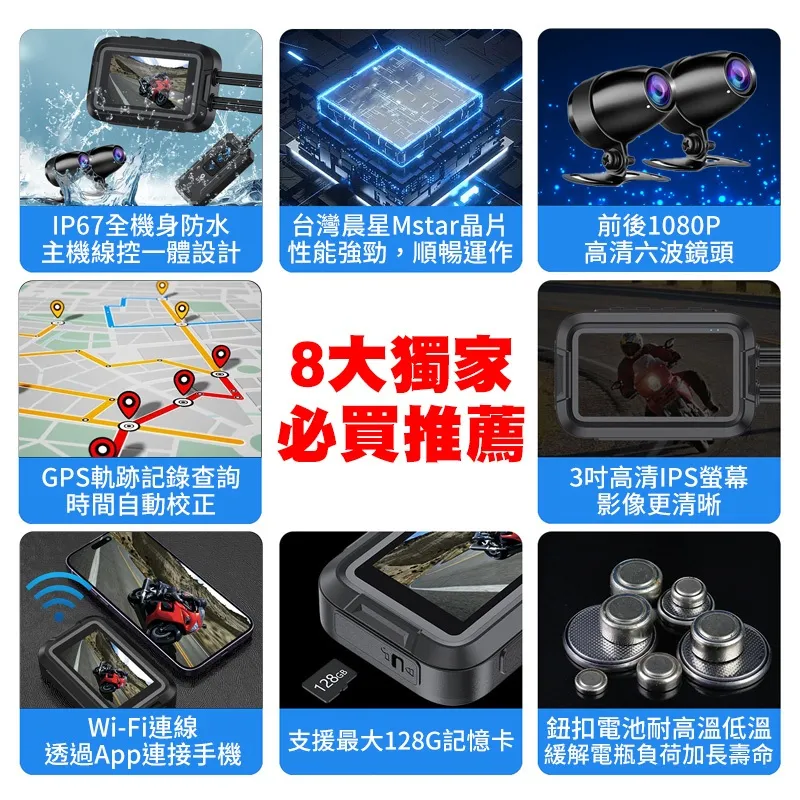 IP67全機身防水
主機線控一體設計
台灣晨星Mstar晶片
性能強勁，順暢運作
前後1080P
高清六波鏡頭
GPS軌跡記錄查詢
時間自動校正
8大獨家
必買推薦
3吋高清IPS螢幕
影像更清晰
Wi-Fi連線
透過App連接手機
128GB
支援最大128G記憶卡
鈕扣電池耐高溫低溫
緩解電瓶負荷加長壽命